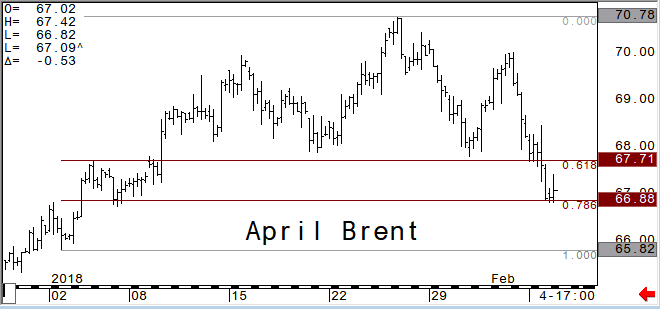 O= 67.02
H= 67.42
L= 66.82
L= 67.09^
Δ= -0.53
0.000
70.78
70.00
69.00
68.00
67.71
0.618
67.00
66.88
0.786
April Brent
66.00
65.82
1.000
2018
Feb
02 08 15 22 29 4-17:00